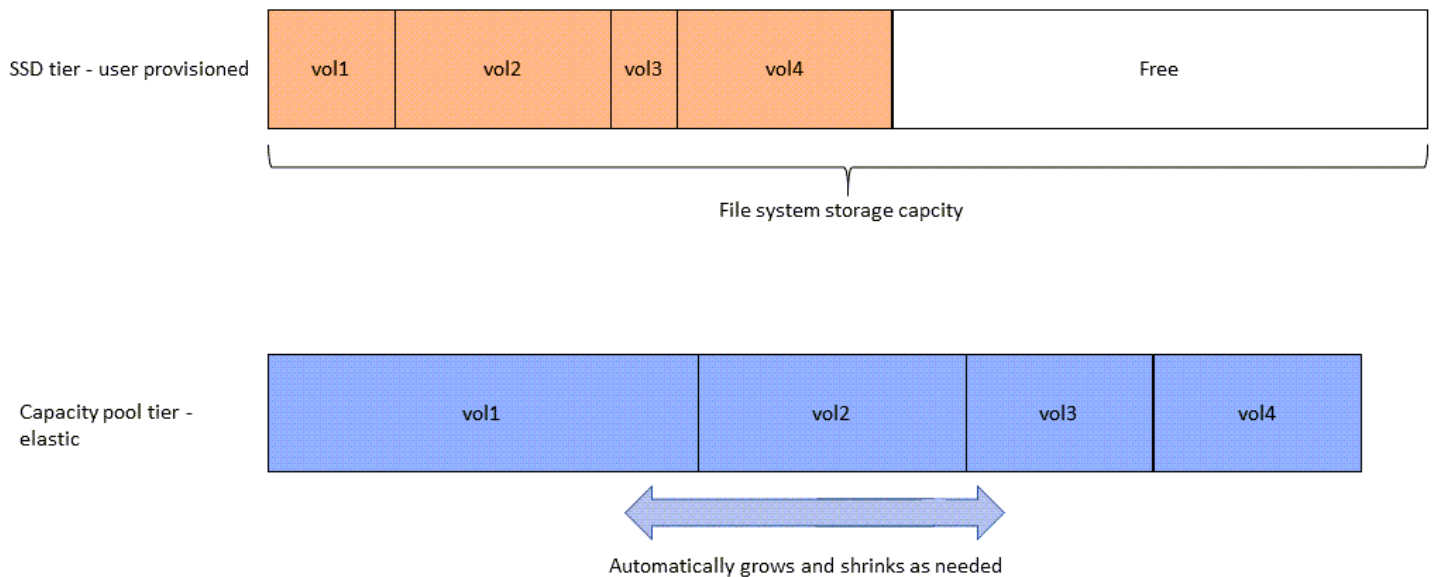 SSD tier - user provisioned
vol1
vol2
vol3
vol4
Free
File system storage capcity
Capacity pool tier -
elastic
vol1
vol2
vol3
vol4
Automatically grows and shrinks as needed